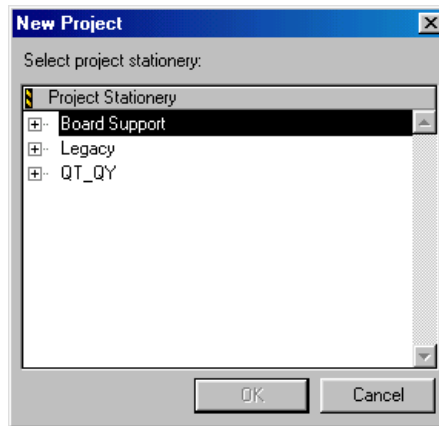 New Project
Select project stationery:
Project Stationery
Board Support
Legacy
QT_QY
OK Cancel